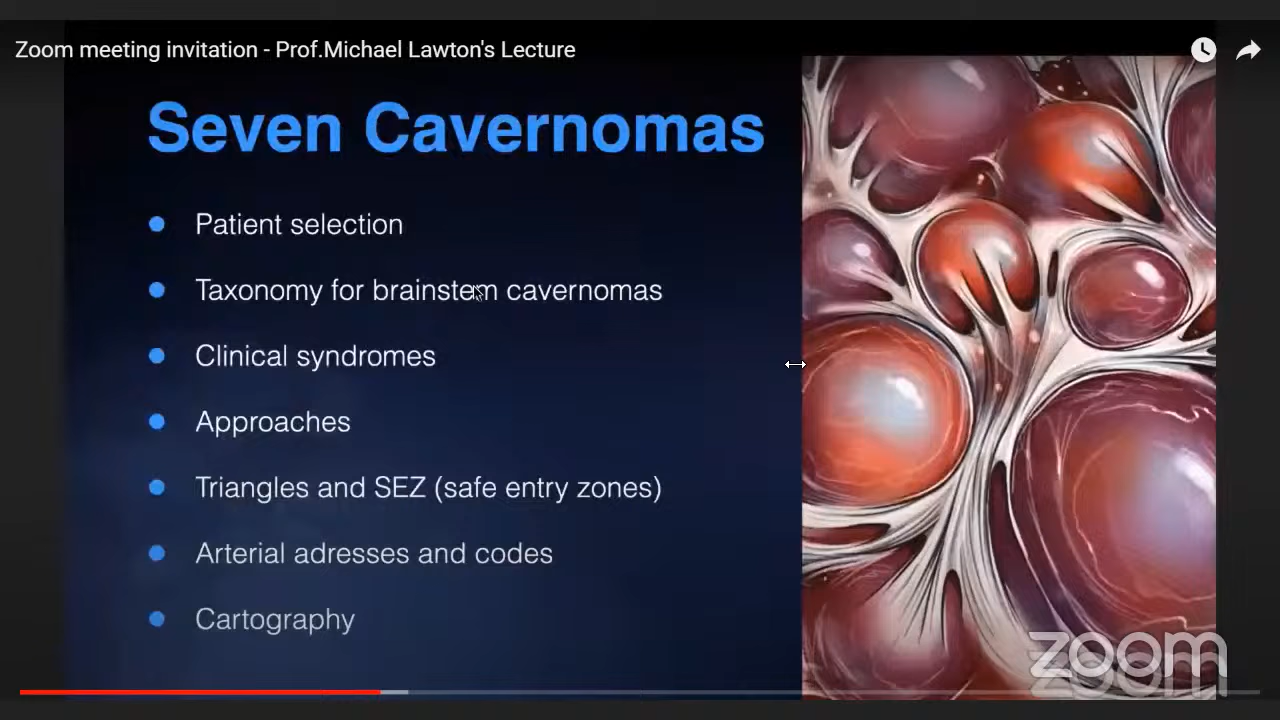 Zoom meeting invitation - Prof.Michael Lawton's Lecture
Seven Cavernomas
Patient selection
Taxonomy for brainstem cavernomas
Clinical syndromes
Approaches
Triangles and SEZ (safe entry zones)
Arterial adresses and codes
Cartography
zoom
zoom